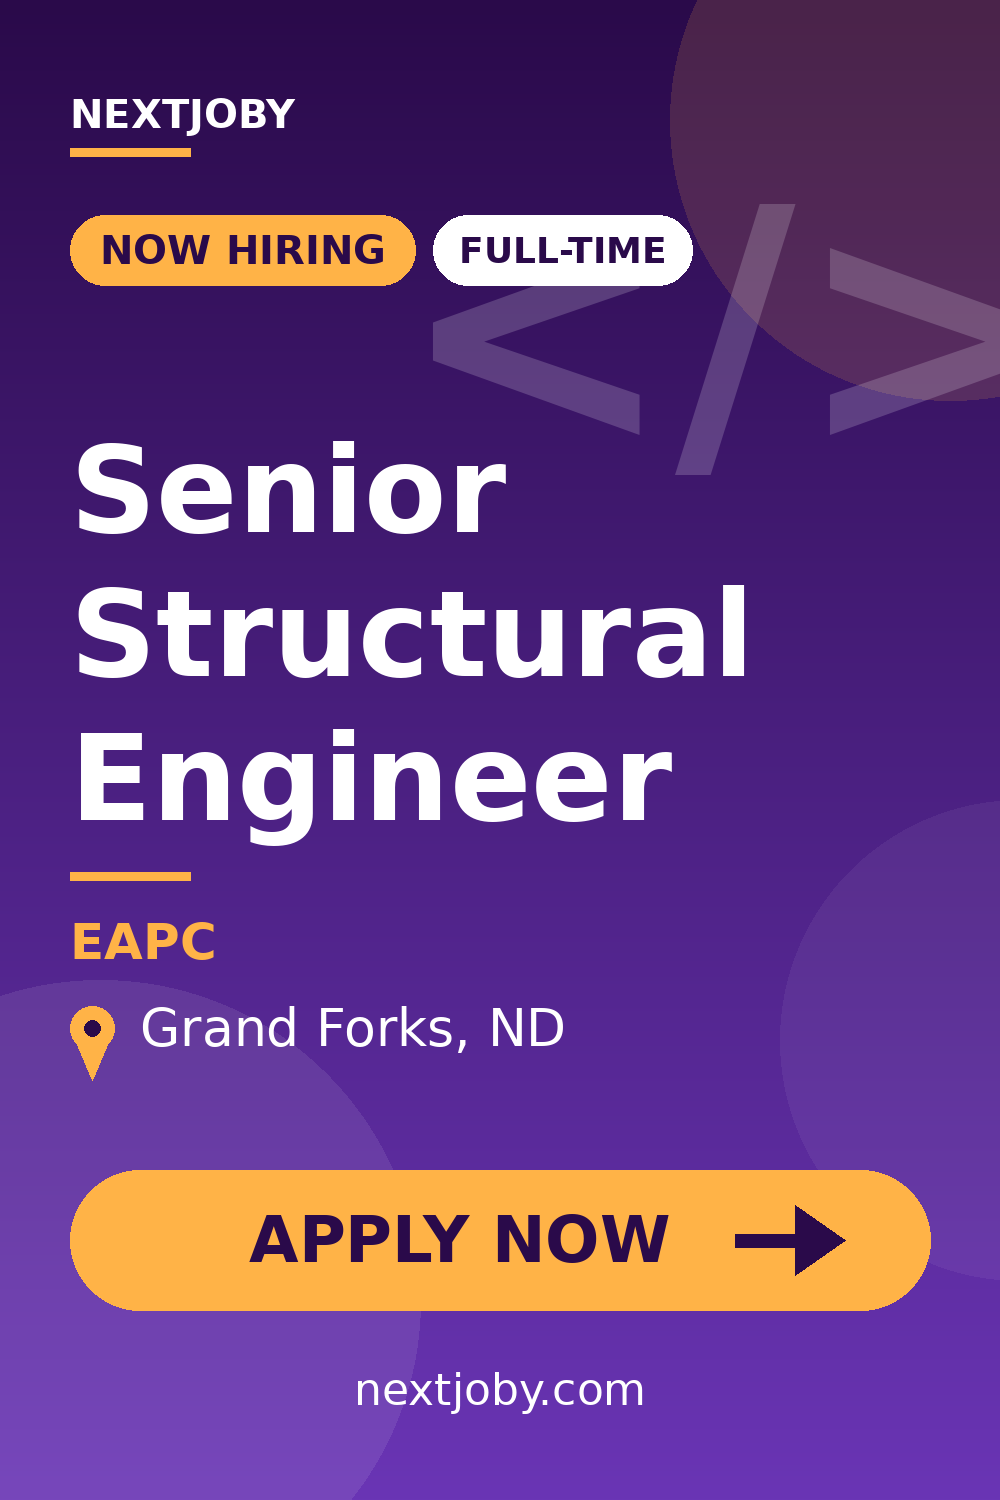 NEXTJOBY
NOW HIRING FULL-TIME
</>
Senior
Structural
Engineer
EAPC
Grand Forks, ND
APPLY NOW
nextjoby.com